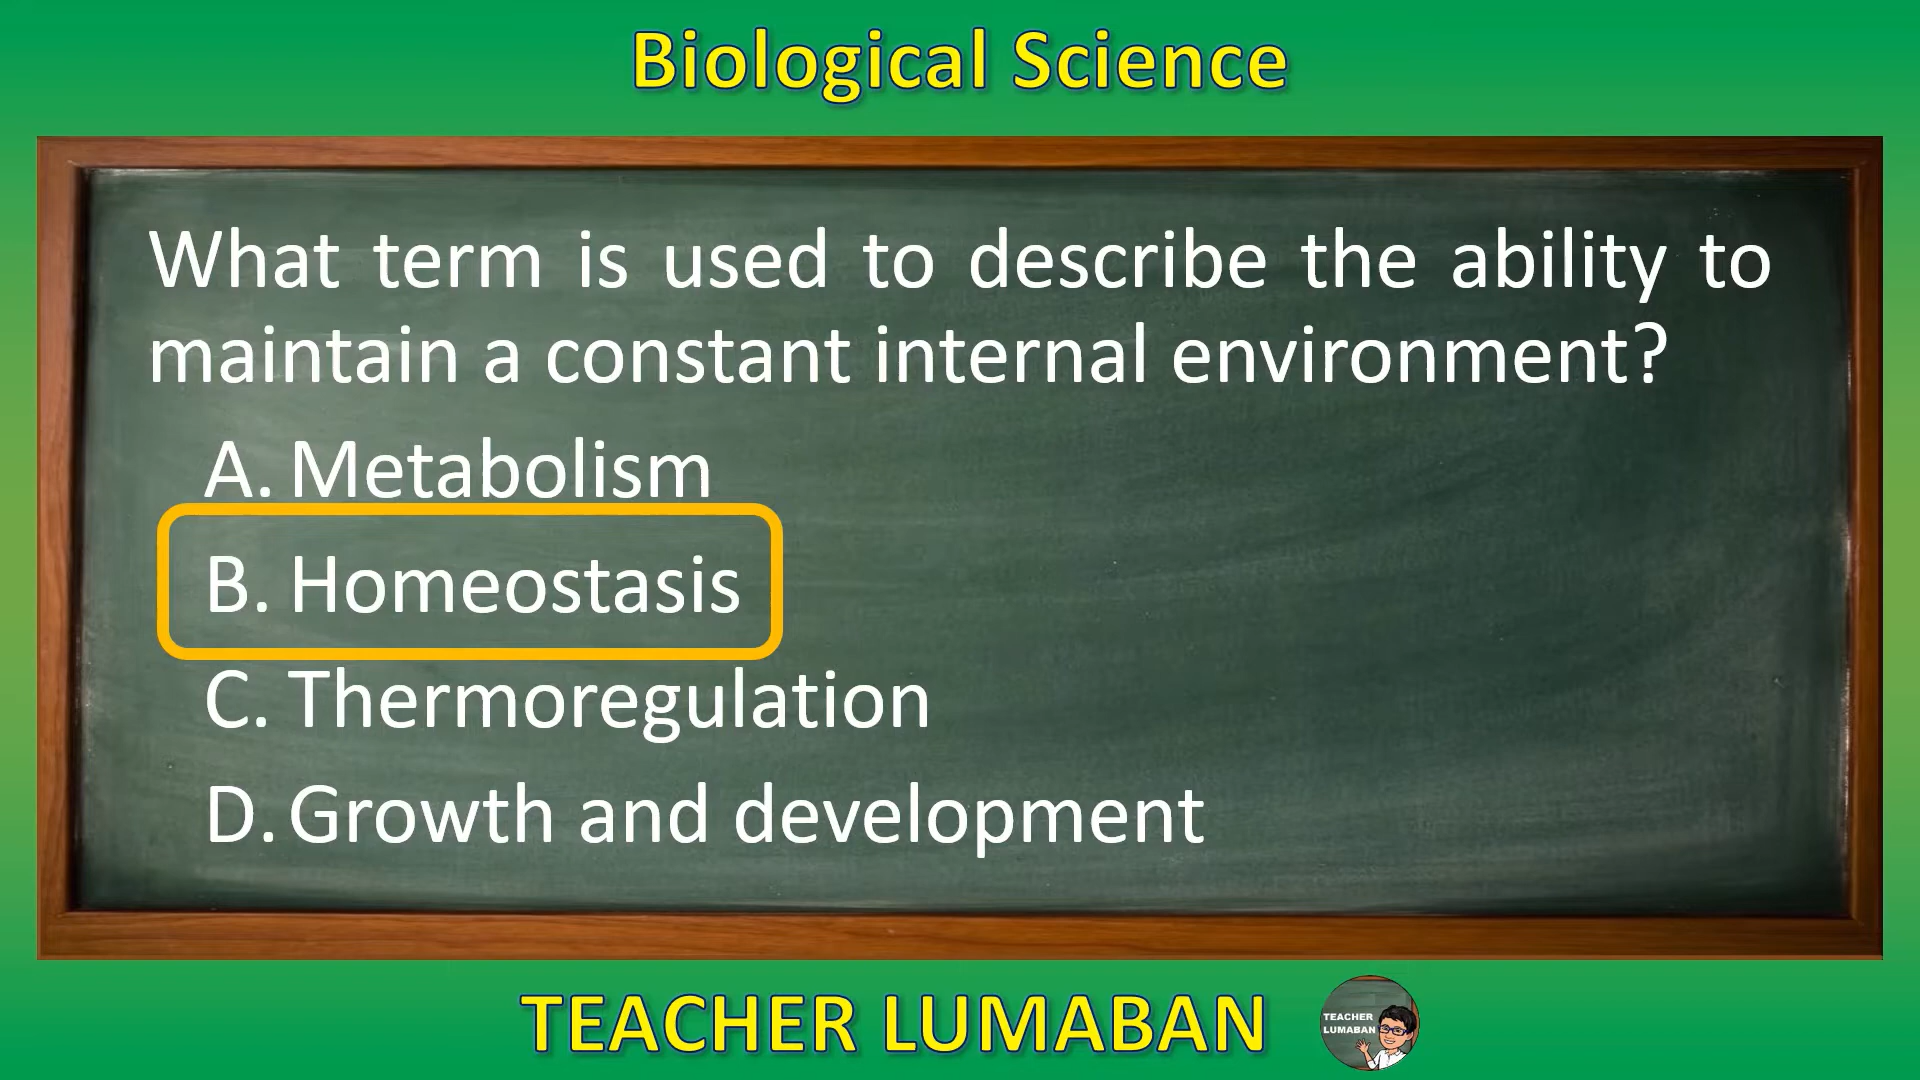 Biological Science
What term is used to describe the ability to
maintain a constant internal environment?
A. Metabolism
B. Homeostasis
C. Thermoregulation
D. Growth and development
TEACHER LUMABAN
TEACHER
LUMABAN